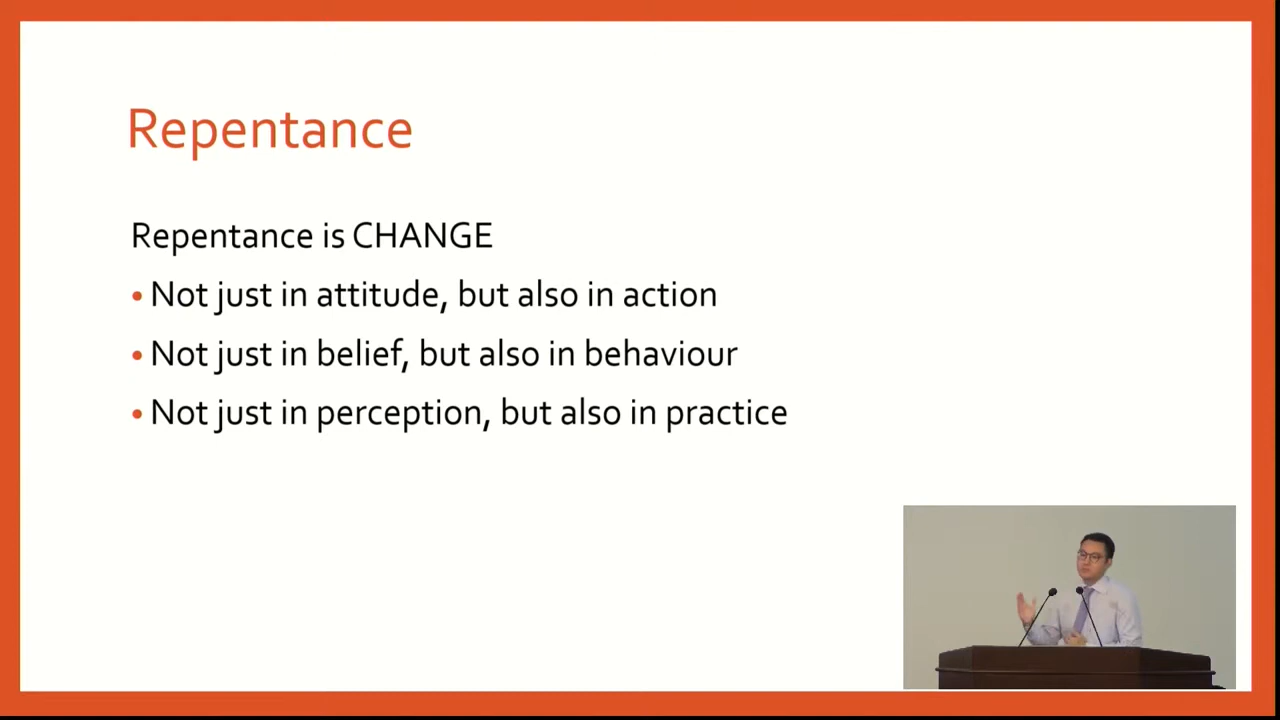 Repentance
Repentance is CHANGE
• Not just in attitude, but also in action
• Not just in belief, but also in behaviour
• Not just in perception, but also in practice